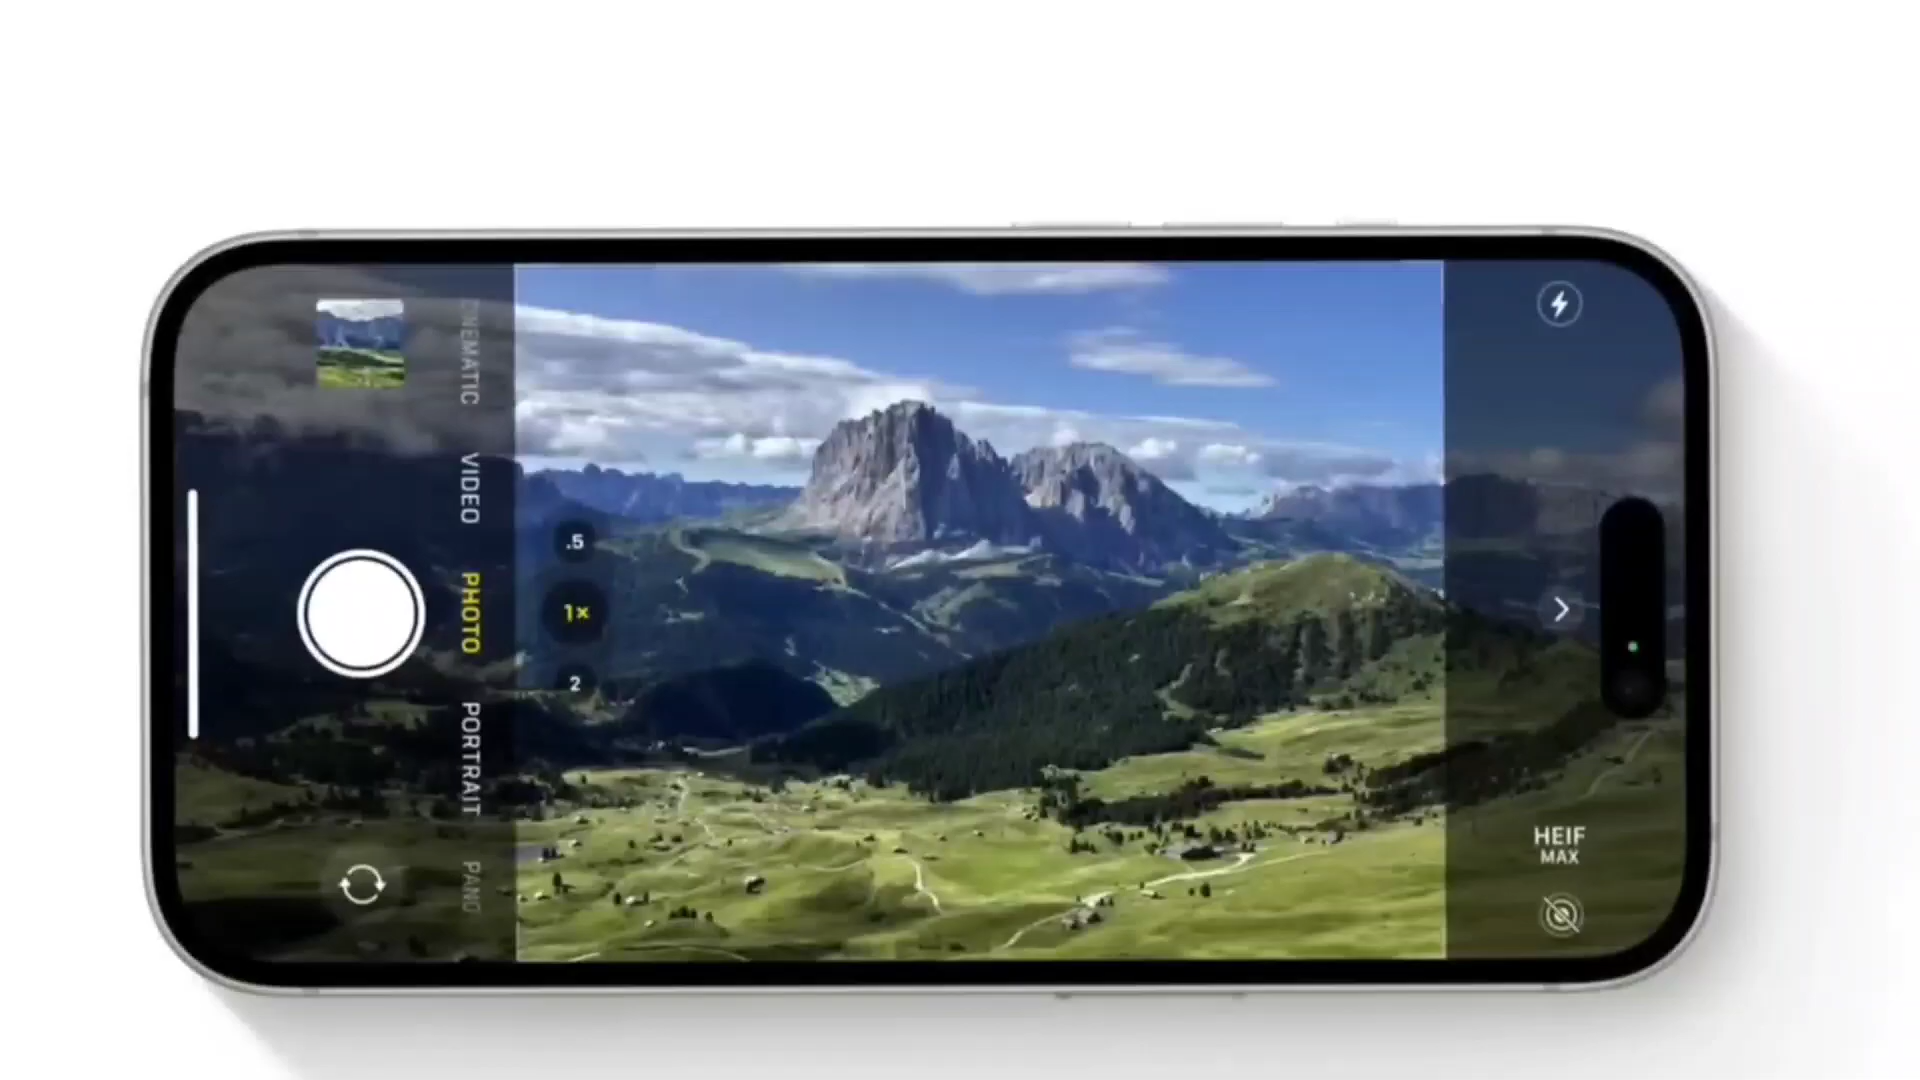 CINEMATIC
VIDEO
PHOTO
PORTRAIT
PANO
.5
1×
2
HEIF
MAX